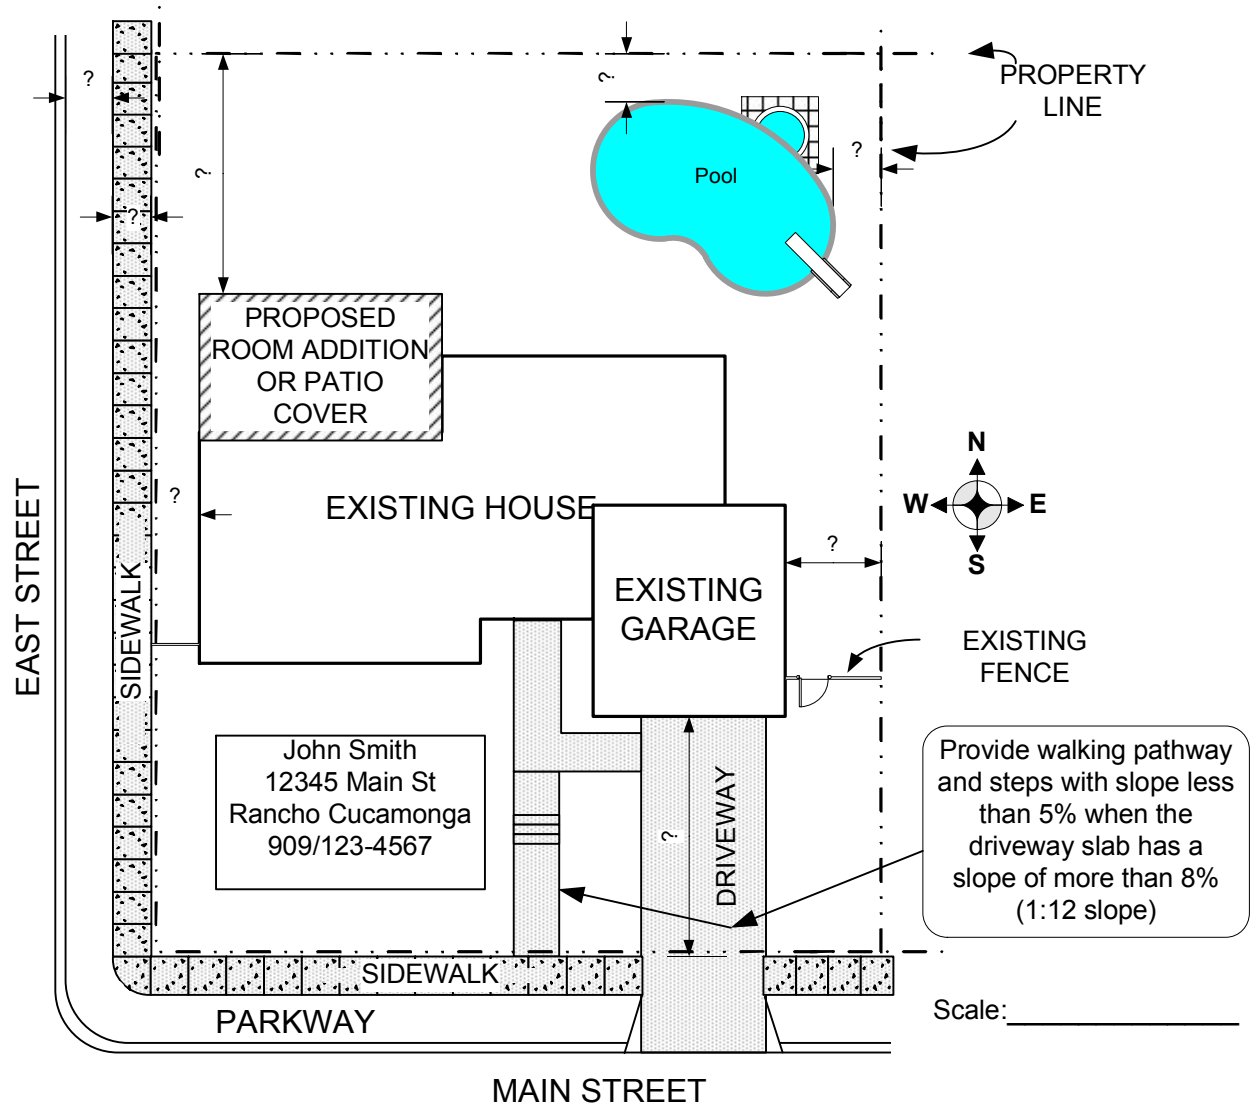 ?
?
?
?
?
PROPERTY
LINE
Pool
PROPOSED
ROOM ADDITION
OR PATIO
COVER
?
EXISTING HOUSE
N
W
E
S
?
EXISTING
GARAGE
EAST STREET
SIDEWALK
EXISTING
FENCE
John Smith
12345 Main St
Rancho Cucamonga
909/123-4567
?
DRIVEWAY
Provide walking pathway
and steps with slope less
than 5% when the
driveway slab has a
slope of more than 8%
(1:12 slope)
SIDEWALK
PARKWAY
Scale:
MAIN STREET